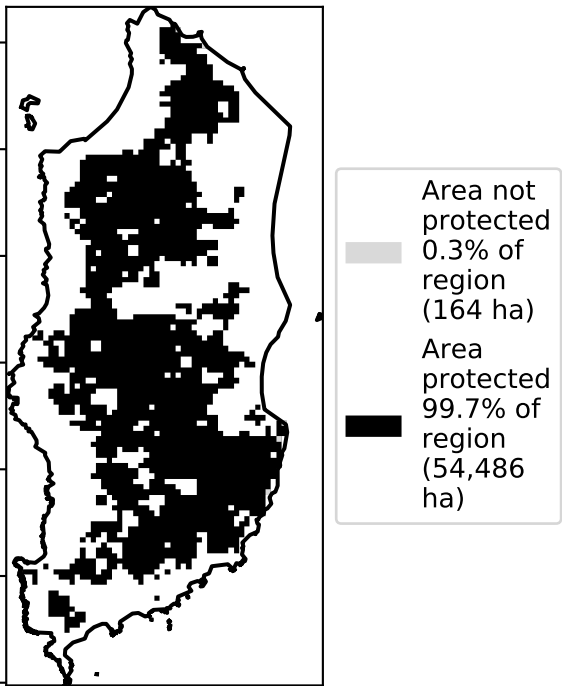 Area not
protected
0.3% of
region
(164 ha)
Area
protected
99.7% of
region
(54,486
ha)